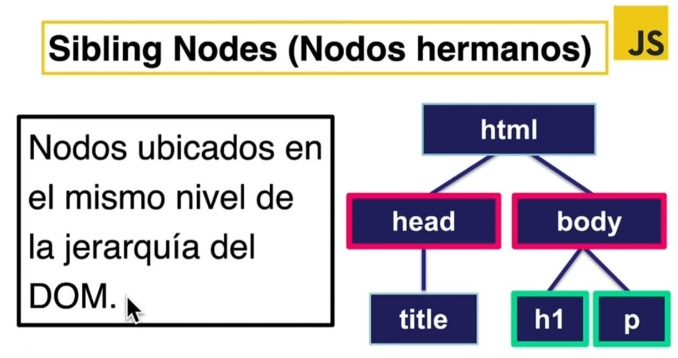 Sibling Nodes (Nodos hermanos)
JS
Nodos ubicados en
el mismo nivel de
la jerarquía del
DOM.
html
head
body
title
h1
p